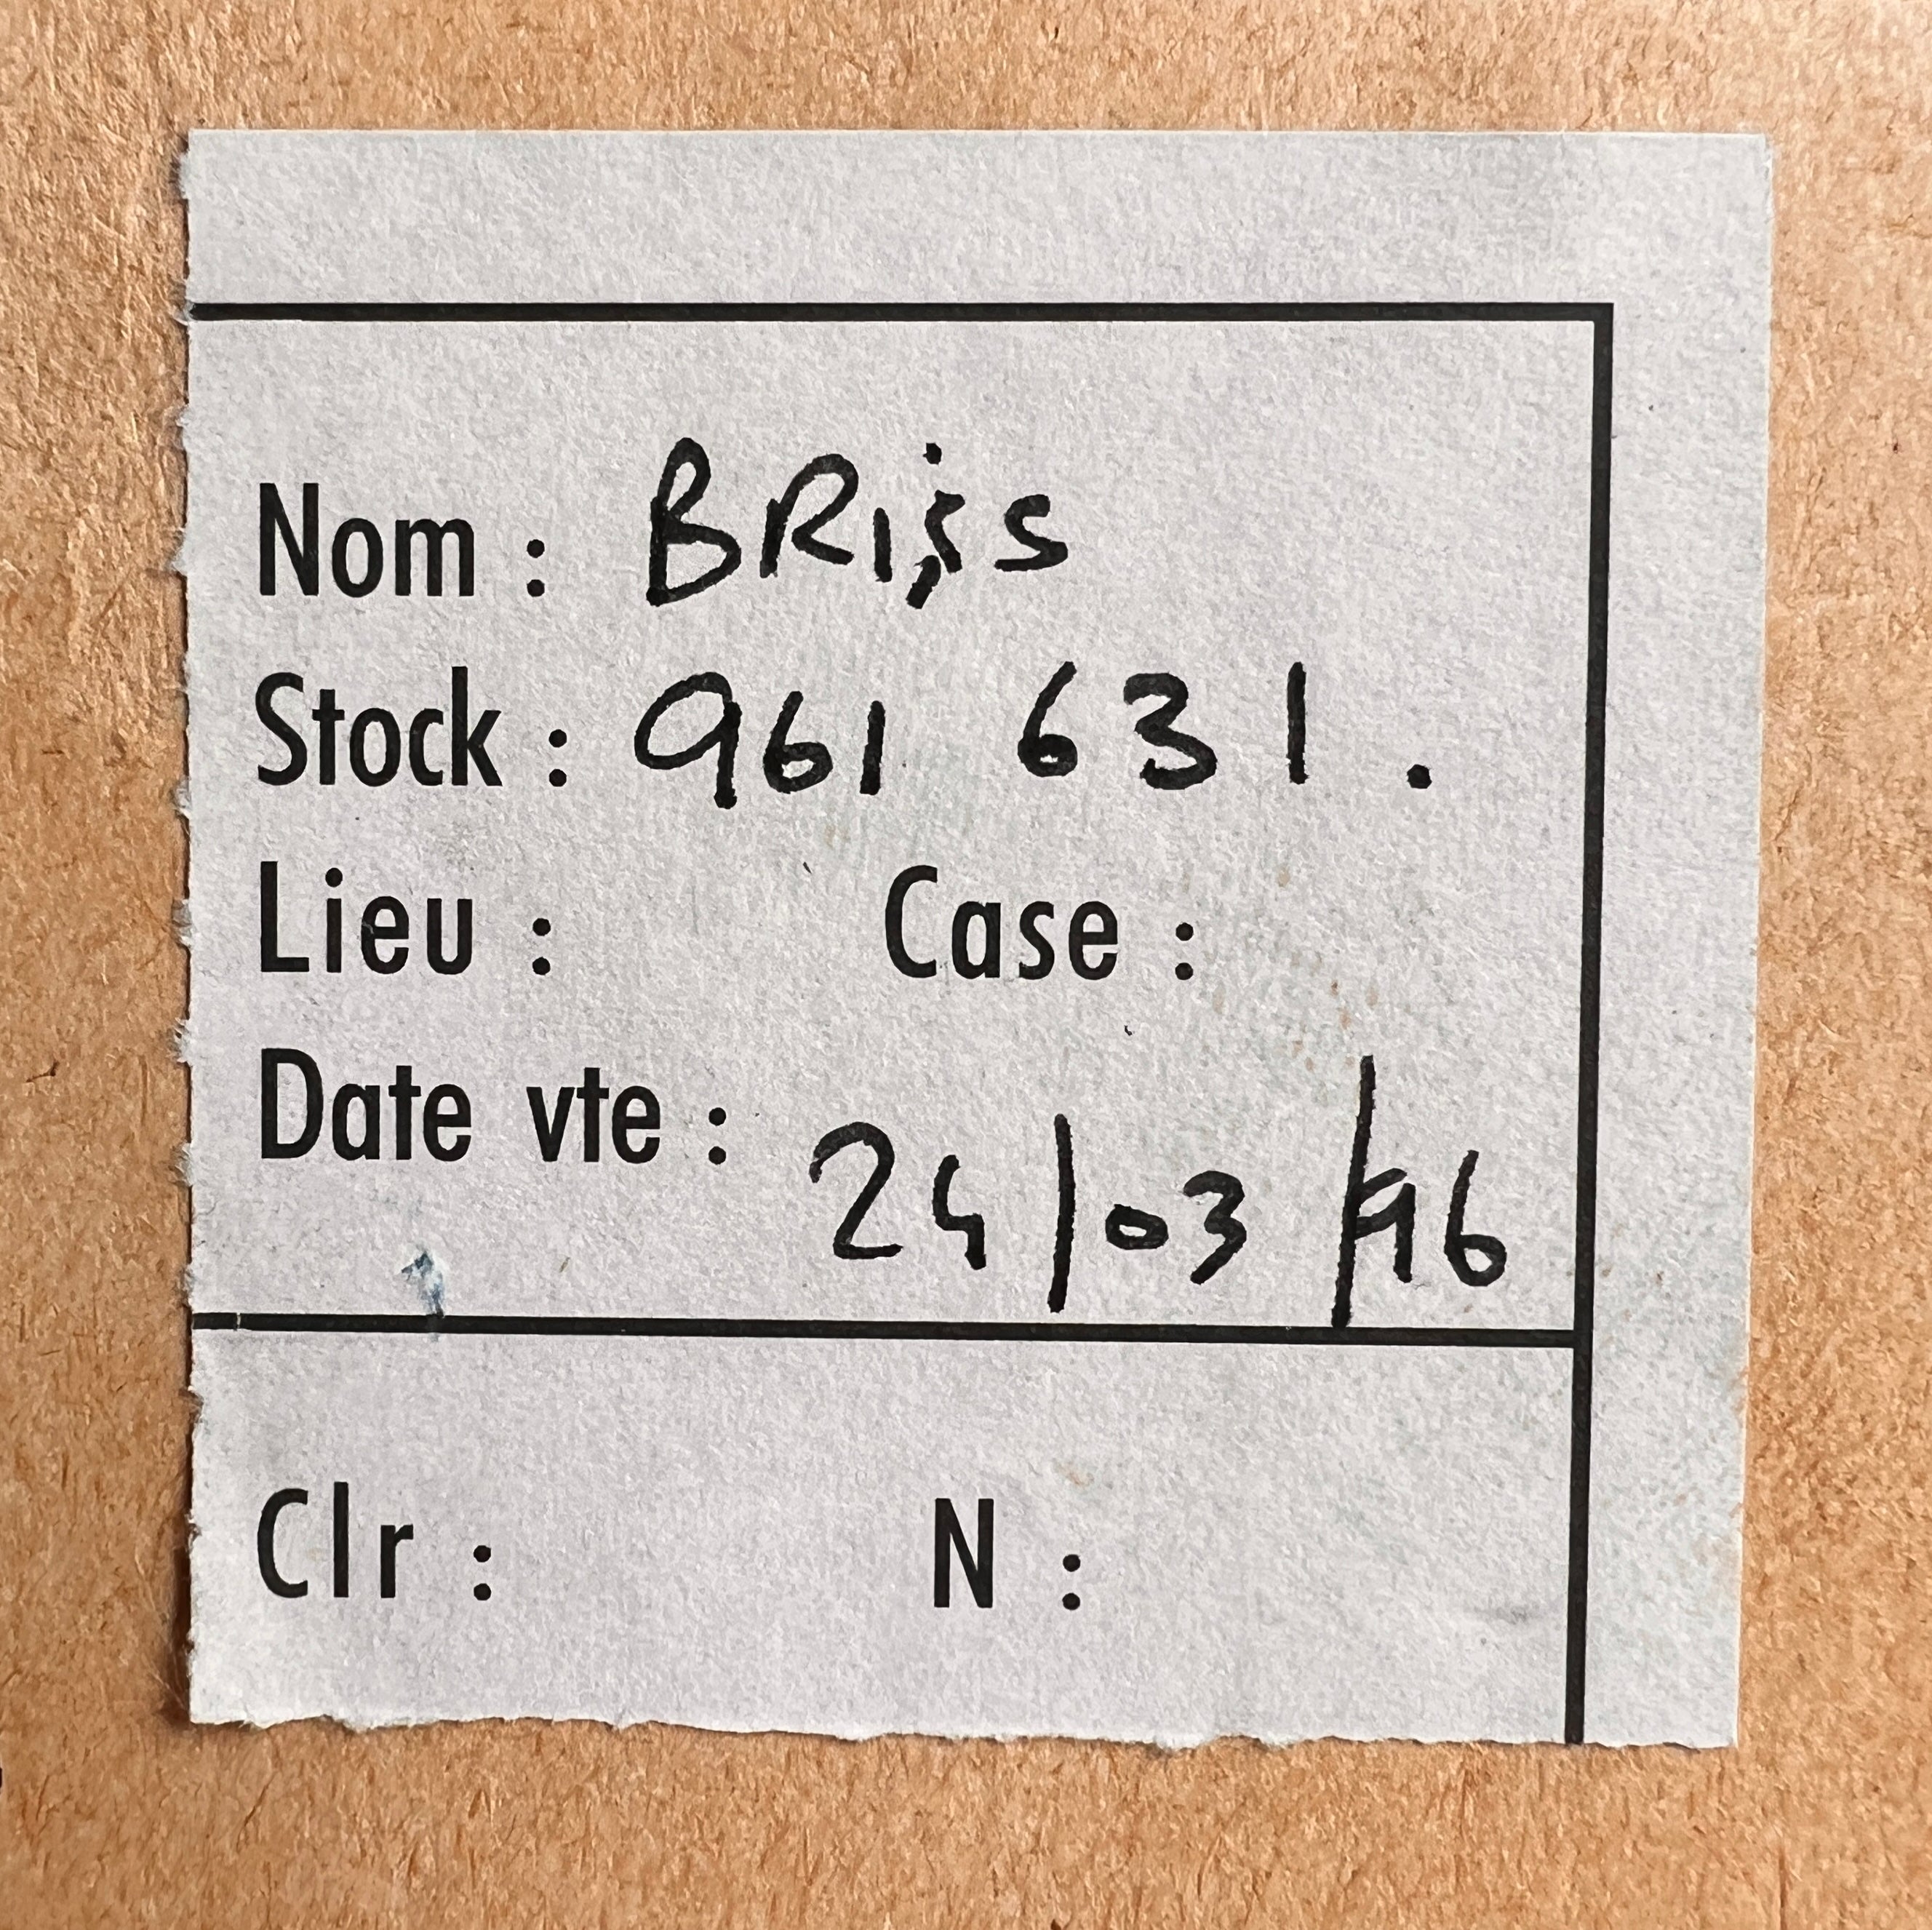 Nom : BRiss
Stock : 961 631.
Lieu : Case :
Date vte : 24/03/96
Clr : N :